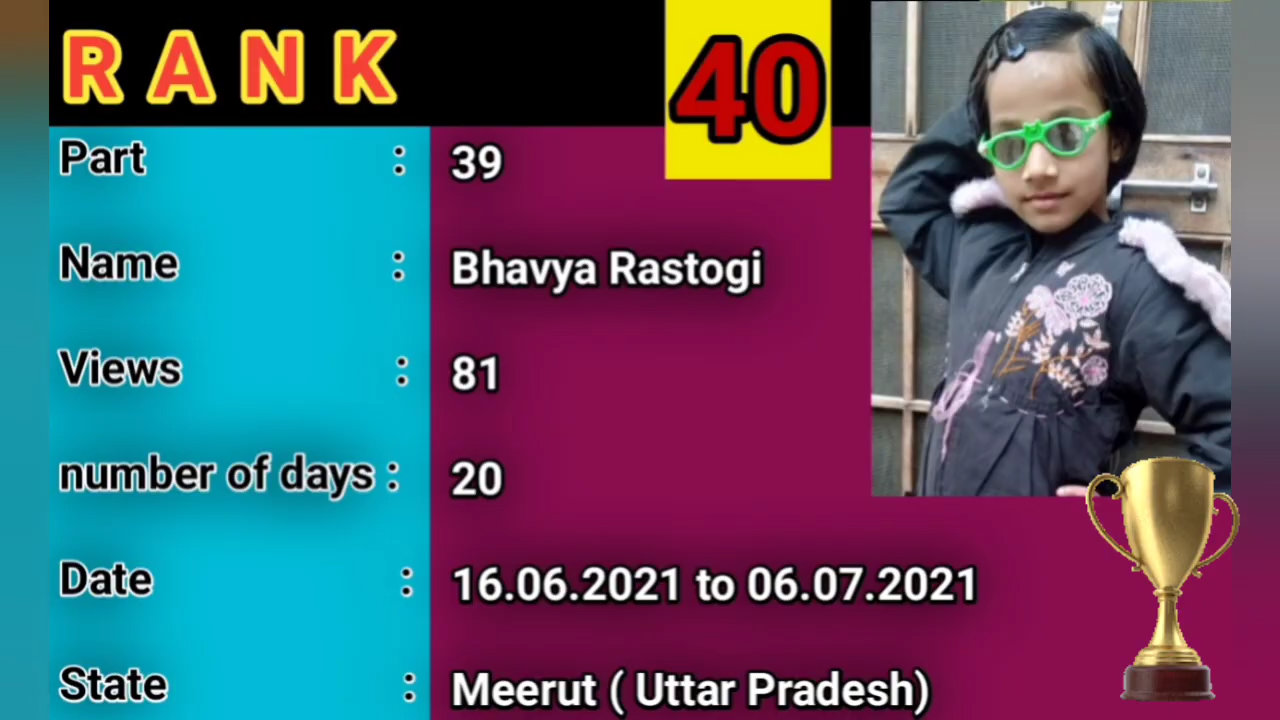 RANK 40
Part : 39
Name : Bhavya Rastogi
Views : 81
number of days : 20
Date : 16.06.2021 to 06.07.2021
State : Meerut ( Uttar Pradesh)